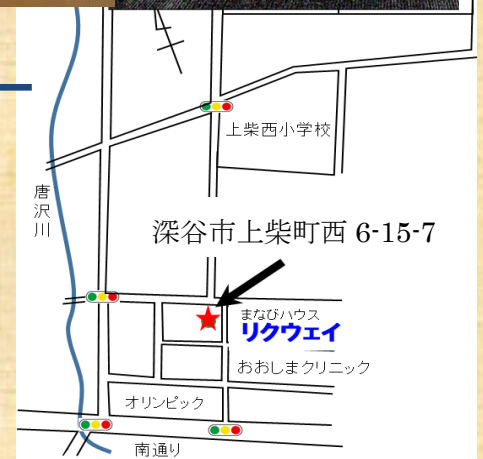 上柴西小学校
唐沢川
深谷市上柴町西 6-15-7
まなびハウス
リクウェイ
おおしまクリニック
オリンピック
南通り